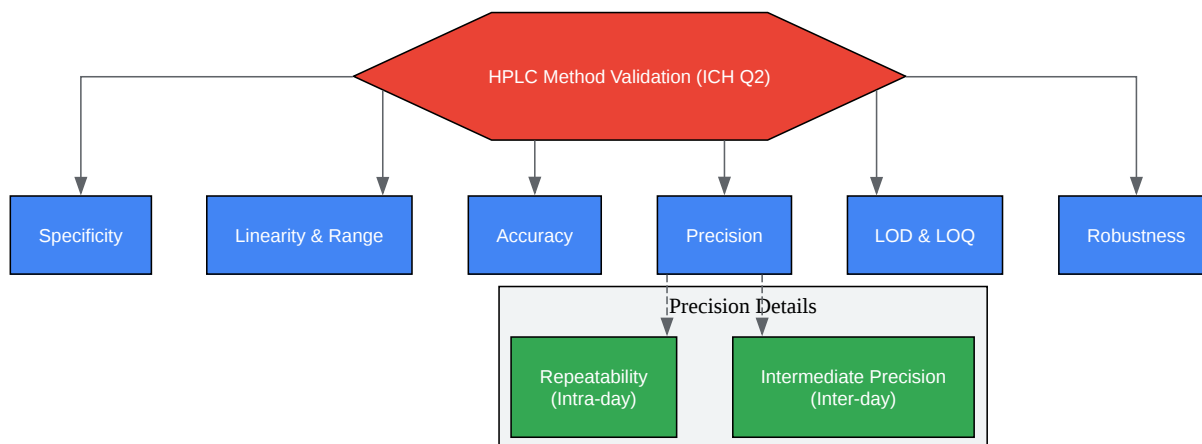 HPLC Method Validation (ICH Q2)
Specificity
Linearity & Range
Accuracy
Precision
LOD & LOQ
Robustness
Precision Details
Repeatability
(Intra-day)
Intermediate Precision
(Inter-day)